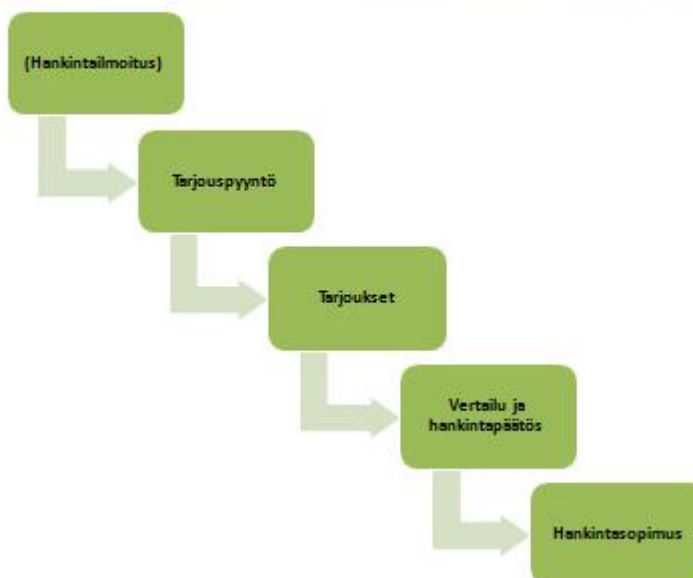 (Hankintailmoitus)
Tarjouspyyntö
Tarjoukset
Vertailu ja
hankintapäätös
Hankintasopimus